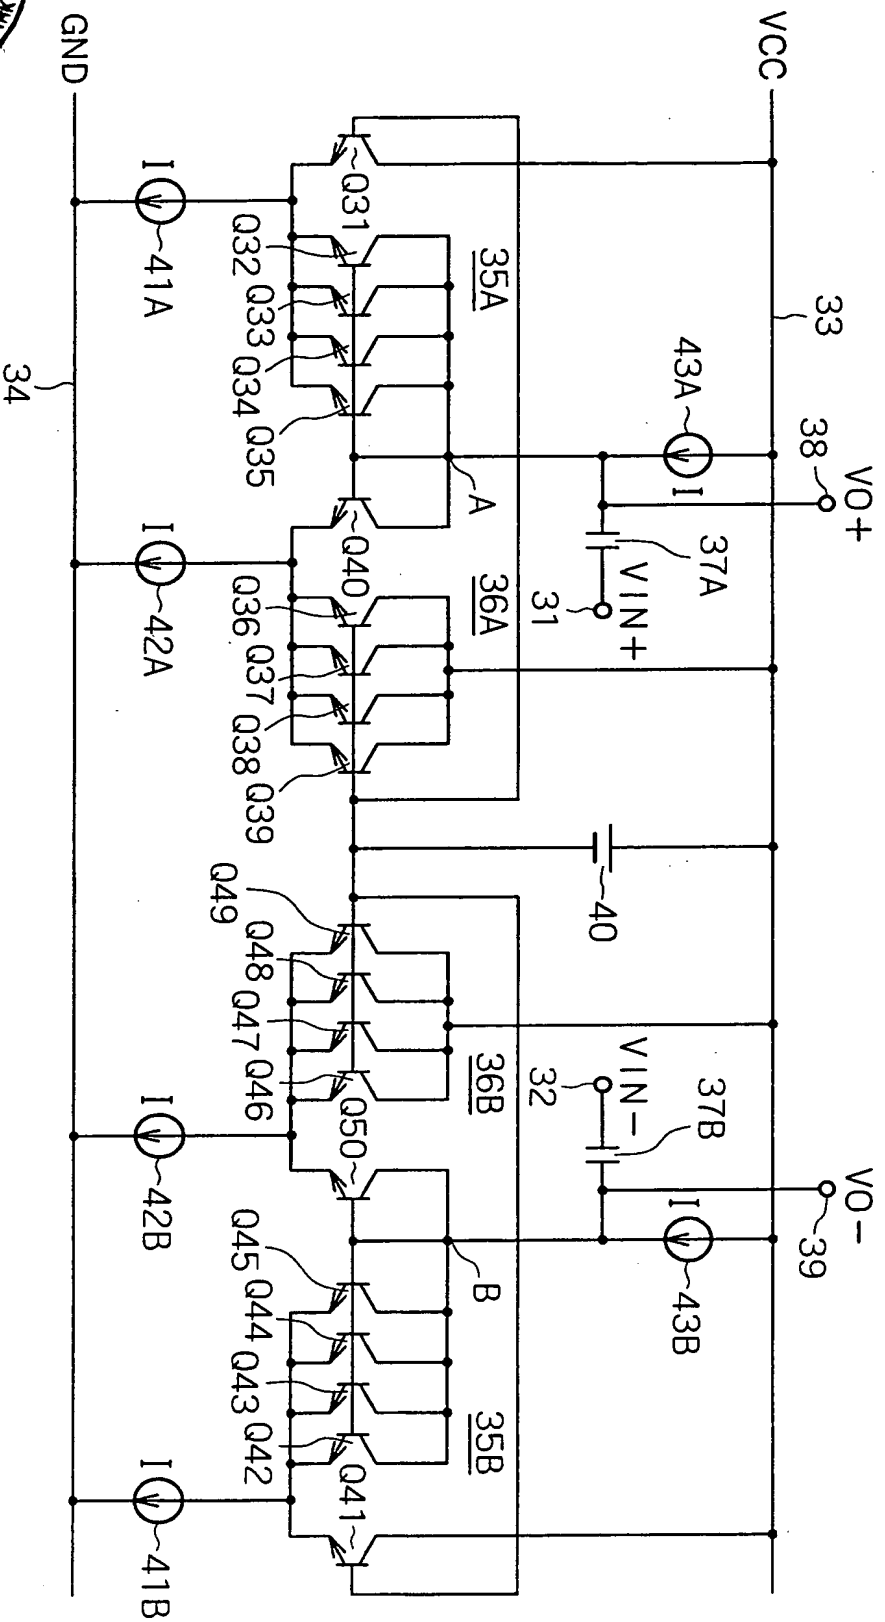 VO+
38
VO-
39
VCC
33
43A
I
37A
VIN+
31
40
VIN-
32
37B
I
43B
35A
A
36A
36B
B
35B
Q31
Q40
Q50
Q41
Q32
Q33
Q34
Q35
Q36
Q37
Q38
Q39
Q49
Q48
Q47
Q46
Q45
Q44
Q43
Q42
I
41A
I
42A
I
42B
I
41B
GND
34